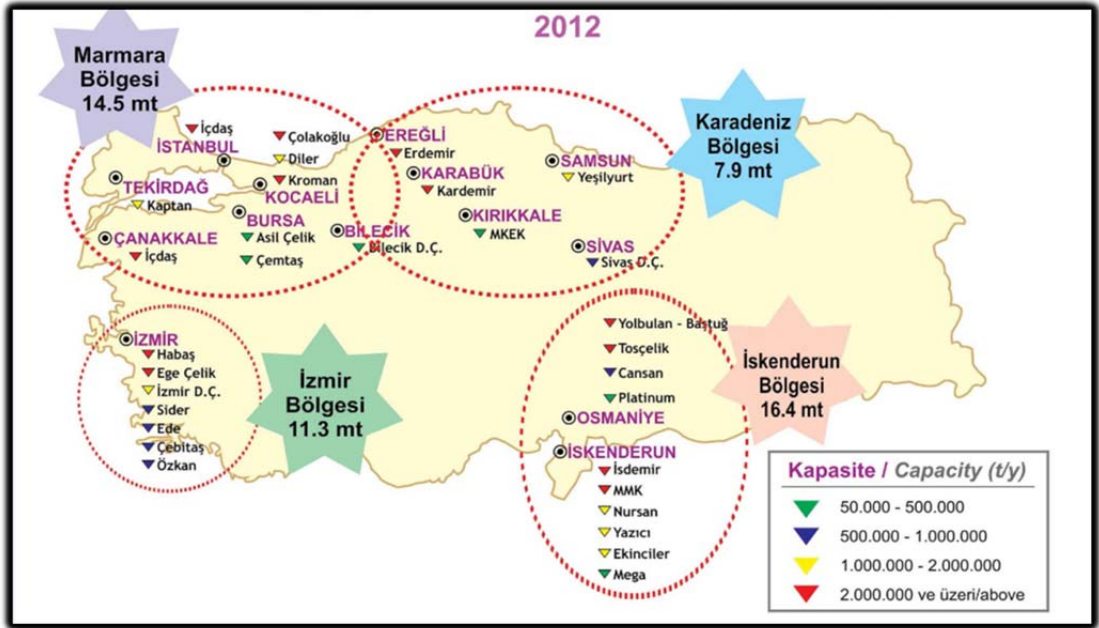 2012
Marmara
Bölgesi
14.5 mt
Karadeniz
Bölgesi
7.9 mt
İçdaş
İSTANBUL
Çolakoğlu
Diler
Kroman
KOCAELİ
TEKİRDAĞ
Kaptan
BURSA
Asil Çelik
Çemtaş
BİLECİK
Bilecik D.Ç.
ÇANAKKALE
İçdaş
EREĞLİ
Erdemir
KARABÜK
Kardemir
SAMSUN
Yeşilyurt
KIRIKKALE
MKEK
SİVAS
Sivas D.Ç.
İZMİR
Habaş
Ege Çelik
İzmir D.Ç.
Sider
Ede
Çebitaş
Özkan
İzmir
Bölgesi
11.3 mt
Yolbulan - Baştuğ
Tosçelik
Cansan
Platinum
OSMANİYE
İSKENDERUN
İsdemir
MMK
Nursan
Yazıcı
Ekinciler
Mega
İskenderun
Bölgesi
16.4 mt
Kapasite / Capacity (t/y)
50.000 - 500.000
500.000 - 1.000.000
1.000.000 - 2.000.000
2.000.000 ve üzeri/above